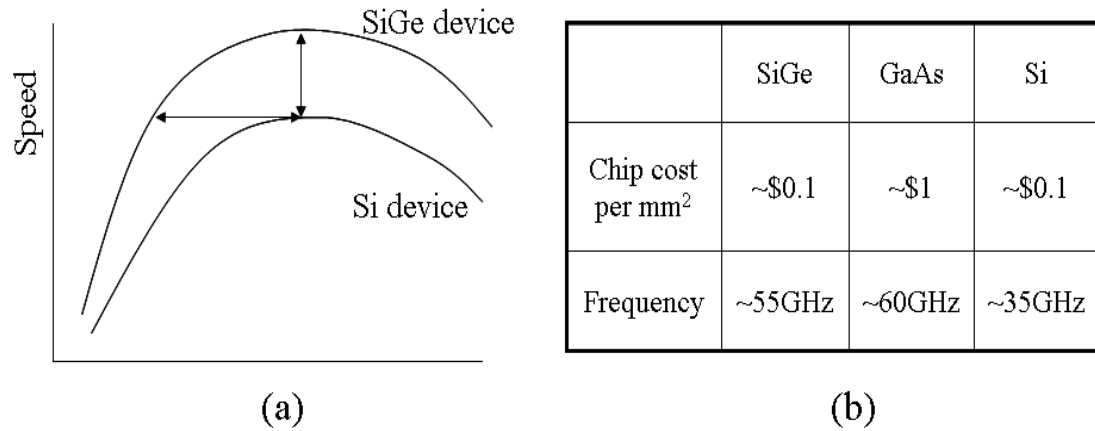 SiGe device
Speed
Si device
(a)
SiGe GaAs Si
Chip cost
per mm²
~$0.1 ~$1 ~$0.1
Frequency ~55GHz ~60GHz ~35GHz
(b)